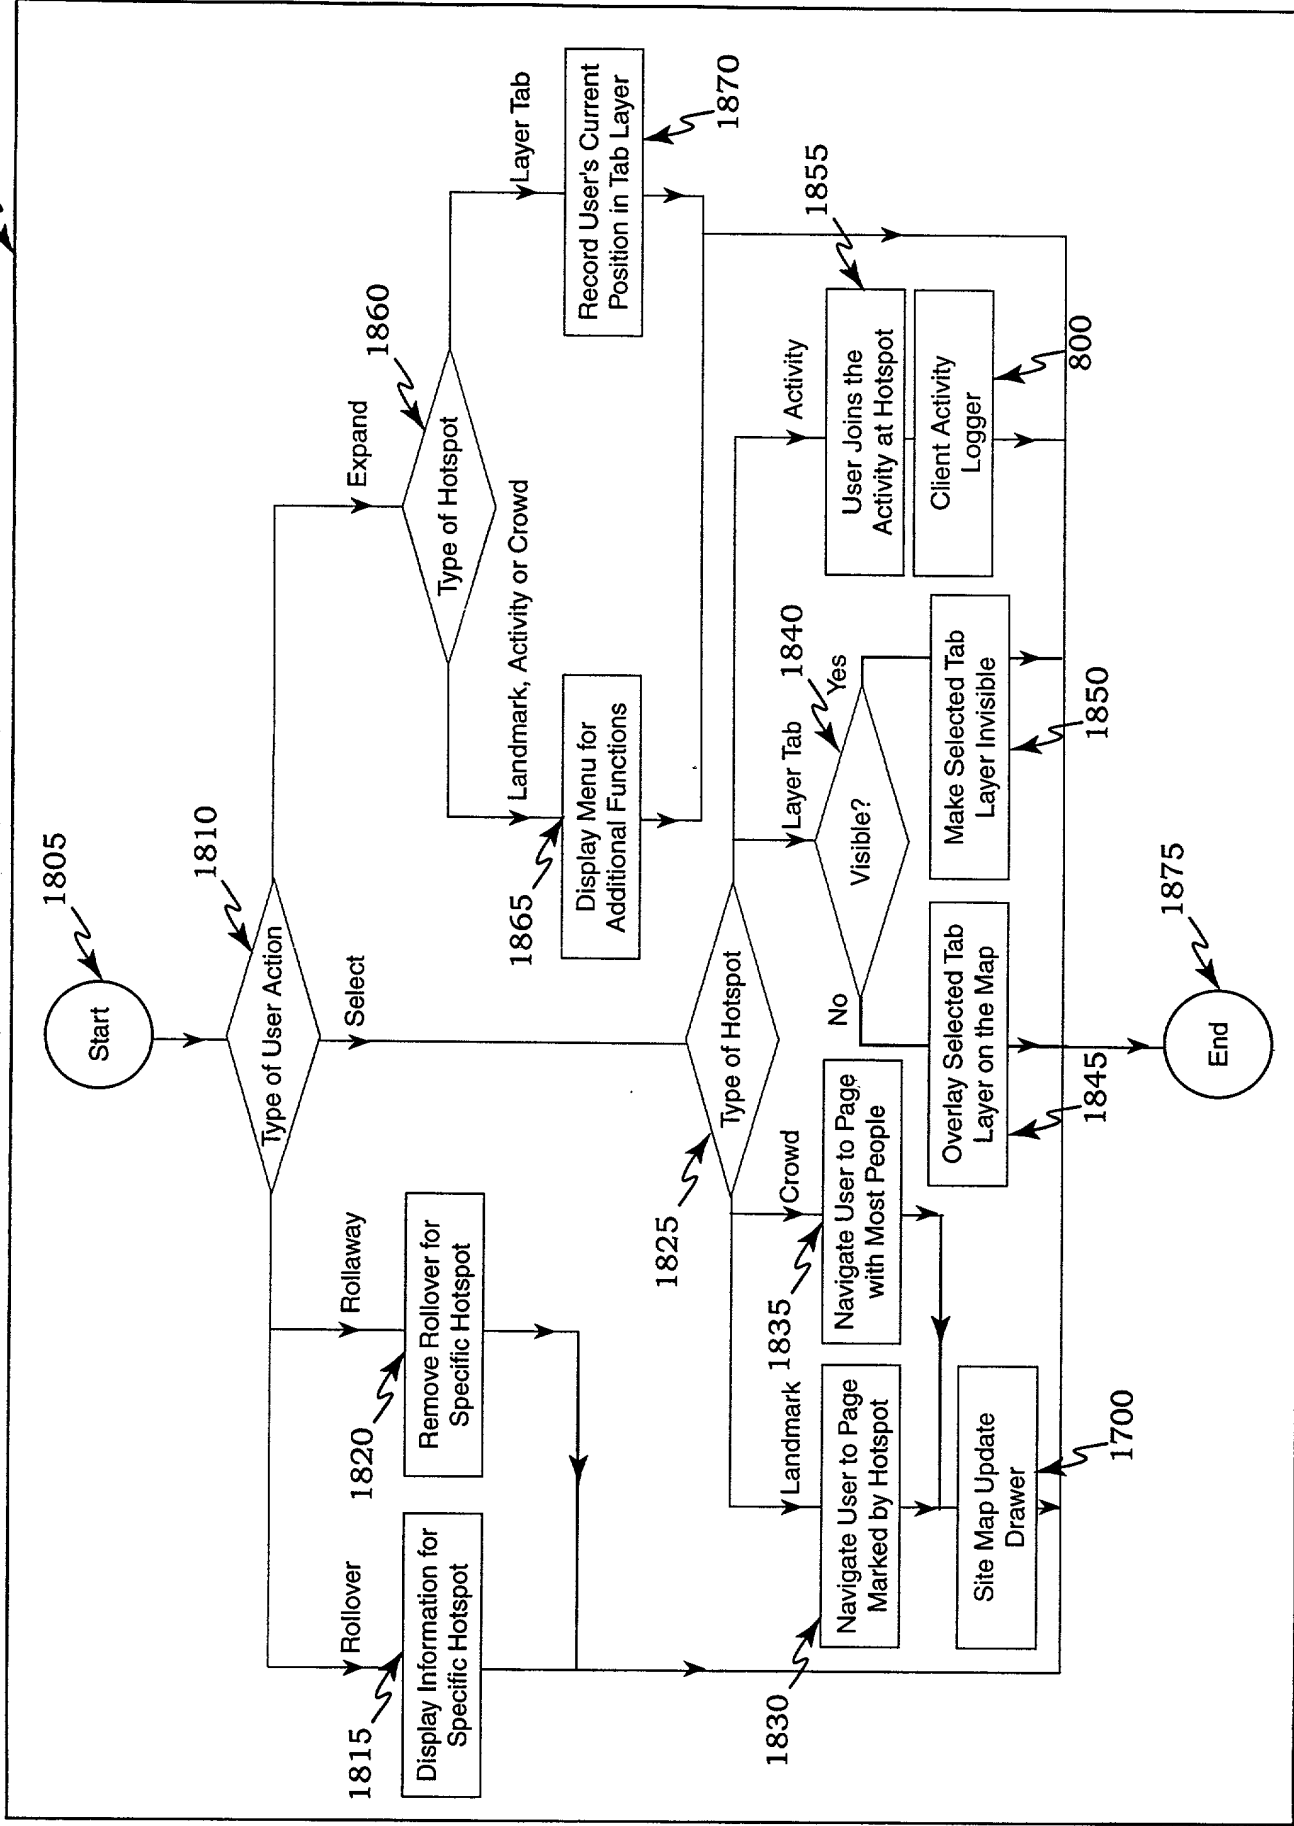 1805
Start
1810
Type of User Action
Rollover
Rollaway
Select
Expand
1815
Display Information for
Specific Hotspot
1820
Remove Rollover for
Specific Hotspot
1860
Type of Hotspot
Landmark, Activity or Crowd
Layer Tab
1865
Display Menu for
Additional Functions
Record User's Current
Position in Tab Layer
1870
1825
Type of Hotspot
Landmark
Crowd
Layer Tab
Activity
1830
Navigate User to Page
Marked by Hotspot
1835
Navigate User to Page
with Most People
1840
Visible?
No
Yes
1855
User Joins the
Activity at Hotspot
Client Activity
Logger
800
Site Map Update
Drawer
1700
Overlay Selected Tab
Layer on the Map
1845
Make Selected Tab
Layer Invisible
1850
1875
End